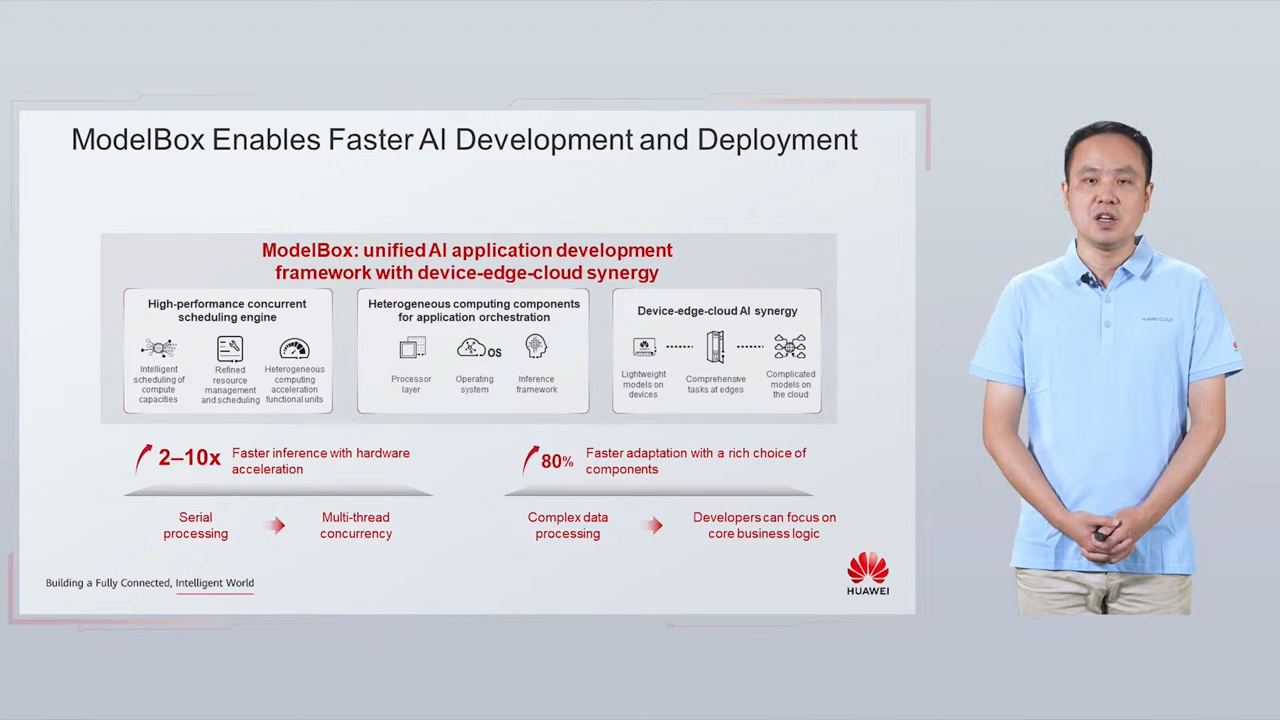 ModelBox Enables Faster AI Development and Deployment
ModelBox: unified AI application development
framework with device-edge-cloud synergy
High-performance concurrent
scheduling engine
Intelligent
scheduling of
compute
capacities
Refined
resource
management
and scheduling
Heterogeneous
computing
acceleration
functional units
Heterogeneous computing components
for application orchestration
OS
Processor
layer
Operating
system
Inference
framework
Device-edge-cloud AI synergy
Lightweight
models on
devices
Comprehensive
tasks at edges
Complicated
models on
the cloud
2–10x
Faster inference with hardware
acceleration
80%
Faster adaptation with a rich choice of
components
Serial
processing
Multi-thread
concurrency
Complex data
processing
Developers can focus on
core business logic
Building a Fully Connected, Intelligent World
HUAWEI
HUAWEI CLOUD